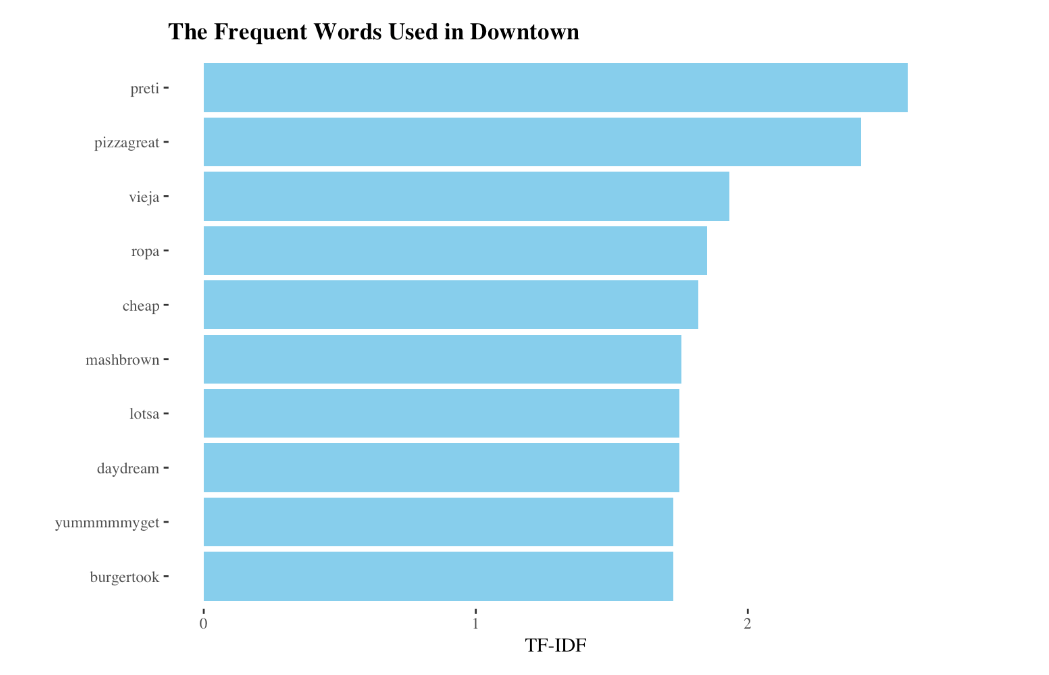 The Frequent Words Used in Downtown
preti
pizzagreat
vieja
ropa
cheap
mashbrown
lotsa
daydream
yummmmyget
burgertook
0 1 2
TF-IDF